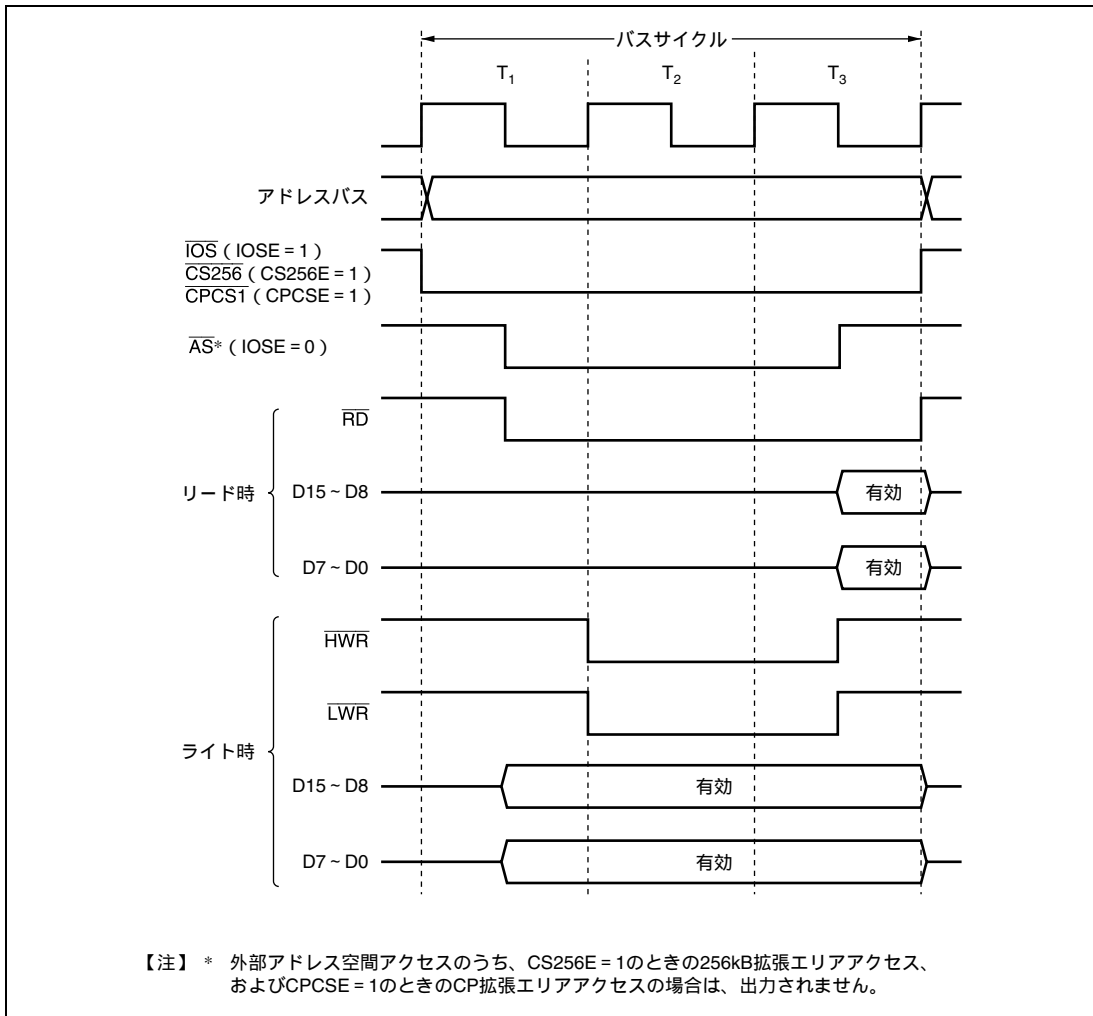 バスサイクル
T1 T2 T3
アドレスバス
IOS ( IOSE = 1 )
CS256 ( CS256E = 1 )
CPCS1 ( CPCSE = 1 )
AS* ( IOSE = 0 )
リード時
RD
D15 ~ D8 有効
D7 ~ D0 有効
ライト時
HWR
LWR
D15 ~ D8 有効
D7 ~ D0 有効
【注】 * 外部アドレス空間アクセスのうち、CS256E = 1のときの256kB拡張エリアアクセス、
およびCPCSE = 1のときのCP拡張エリアアクセスの場合は、出力されません。